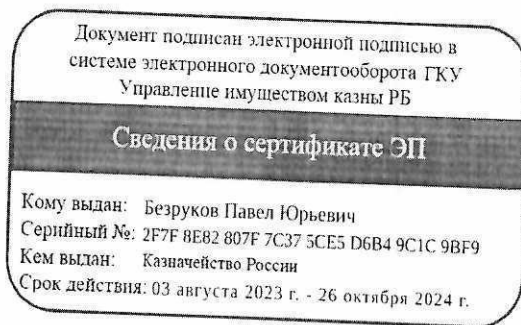 Документ подписан электронной подписью в
системе электронного документооборота ГКУ
Управление имуществом казны РБ
Сведения о сертификате ЭП
Кому выдан: Безруков Павел Юрьевич
Серийный №: 2F7F 8E82 807F 7C37 5CE5 D6B4 9C1C 9BF9
Кем выдан: Казначейство России
Срок действия: 03 августа 2023 г. - 26 октября 2024 г.